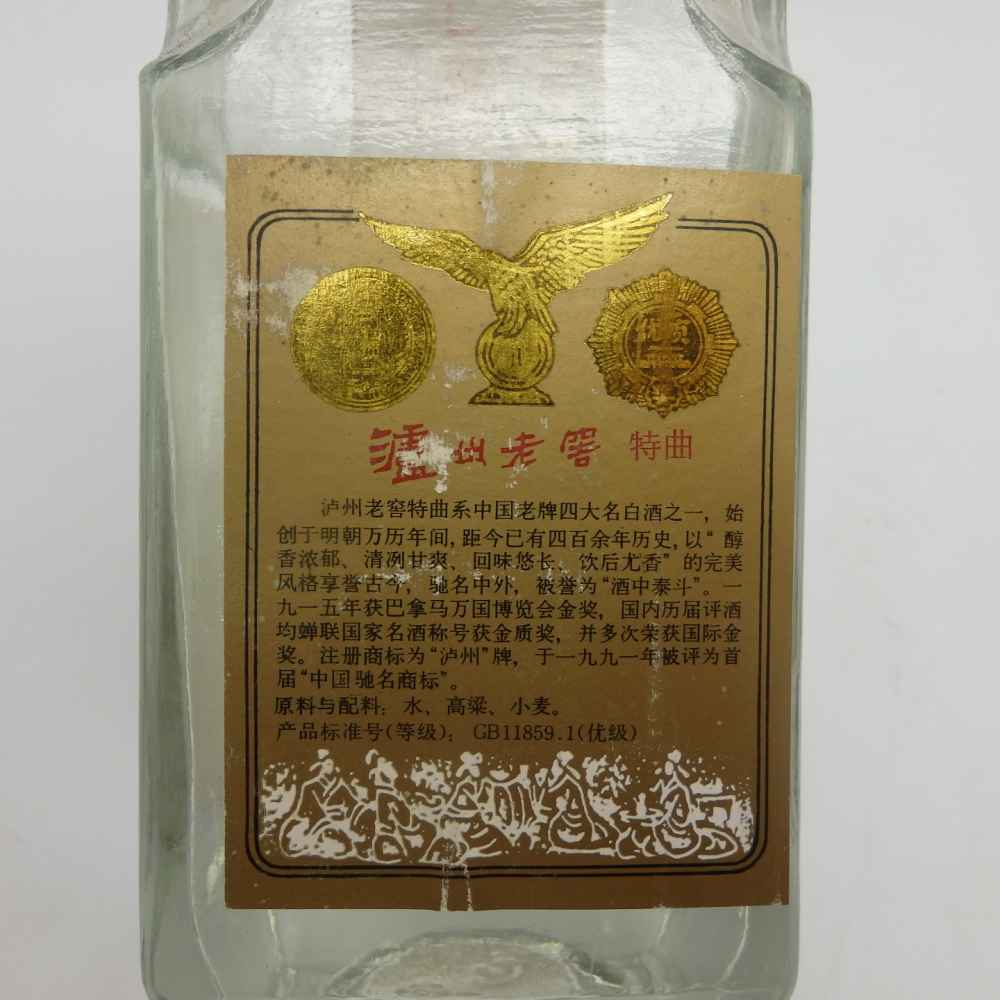 泸州老窖 特曲
泸州老窖特曲系中国老牌四大名白酒之一，始
创于明朝万历年间，距今已有四百余年历史，以“醇
香浓郁、清冽甘爽、回味悠长、饮后尤香”的完美
风格享誉古今，驰名中外，被誉为“酒中泰斗”。一
九一五年获巴拿马万国博览会金奖，国内历届评酒
均蝉联国家名酒称号获金质奖，并多次荣获国际金
奖。注册商标为“泸州”牌，于一九九一年被评为首
届“中国驰名商标”。
原料与配料：水、高粱、小麦。
产品标准号(等级)：GB11859.1(优级)